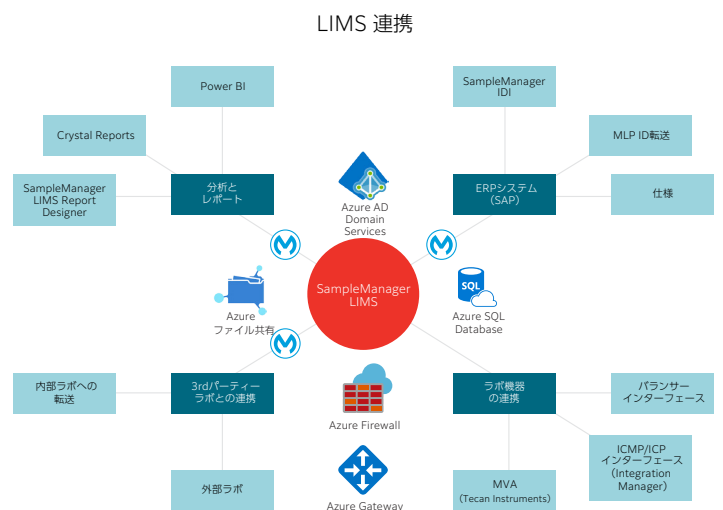 LIMS 連携
Power BI
SampleManager
IDI
Crystal Reports
MLP ID転送
SampleManager
LIMS Report
Designer
分析と
レポート
Azure AD
Domain
Services
ERPシステム
（SAP）
仕様
SampleManager
LIMS
Azure
ファイル共有
SQL
Azure SQL
Database
内部ラボへの
転送
3rdパーティー
ラボとの連携
Azure Firewall
ラボ機器
の連携
バランサー
インターフェース
ICMP/ICP
インターフェース
（Integration
Manager）
外部ラボ
Azure Gateway
MVA
（Tecan Instruments）